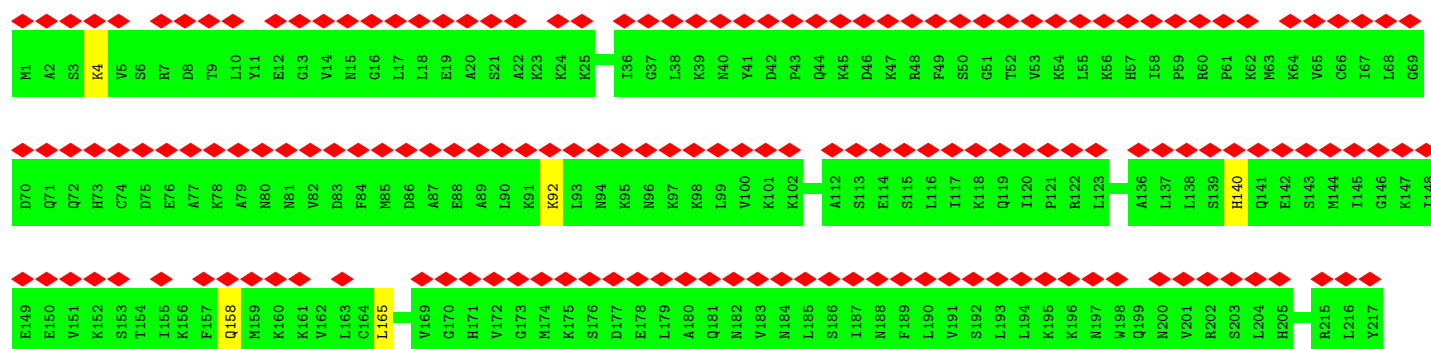 M1 A2 S3 K4 V5 S6 R7 D8 T9 L10 Y11 E12 G13 V14 N15 G16 L17 L18 E19 A20 S21 A22 K23 K24 K25 I36 G37 L38 K39 N40 Y41 D42 P43 Q44 K45 D46 K47 R48 F49 S50 G51 T52 V53 K54 L55 K56 H57 I58 P59 R60 P61 K62 M63 K64 V65 C66 I67 L68 G69
D70 Q71 Q72 H73 C74 D75 E76 A77 K78 A79 N80 N81 V82 D83 F84 M85 D86 A87 E88 A89 L90 K91 K92 L93 N94 K95 N96 K97 K98 L99 V100 K101 K102 A112 S113 E114 S115 L116 I117 K118 Q119 I120 P121 R122 L123 A136 L137 L138 S139 H140 Q141 E142 S143 M144 I145 G146 K147 I148
E149 E150 V151 K152 S153 T154 I155 K156 F157 Q158 M159 K160 K161 V162 L163 C164 L165 V169 G170 H171 V172 G173 M174 K175 S176 D177 E178 L179 A180 Q181 N182 V183 N184 L185 S186 I187 N188 F189 L190 V191 S192 L193 L194 K195 K196 N197 W198 Q199 N200 V201 R202 S203 L204 H205 R215 L216 Y217